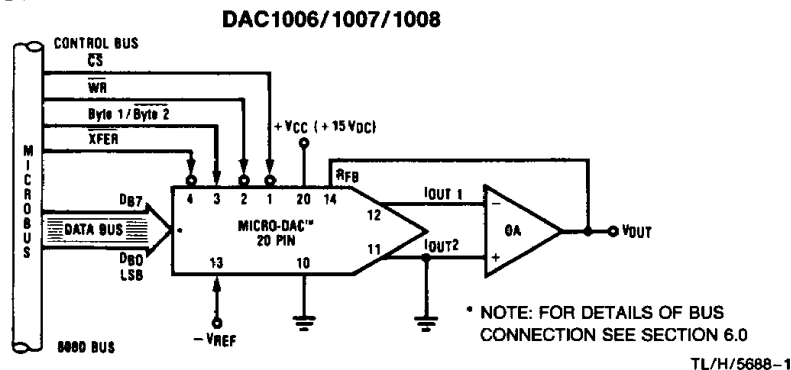 DAC1006/1007/1008
CONTROL BUS
CS
WR
Byte 1/Byte 2
XFER
+VCC (+15 VDC)
MICROBUS
4 3 2 1 20 14
RFB
DB7
DATA BUS
DB0
LSB
*
MICRO-DAC™
20 PIN
12
11
13
10
IOUT 1
IOUT2
−
+
OA
VOUT
−VREF
8080 BUS
* NOTE: FOR DETAILS OF BUS
CONNECTION SEE SECTION 6.0
TL/H/5688–1